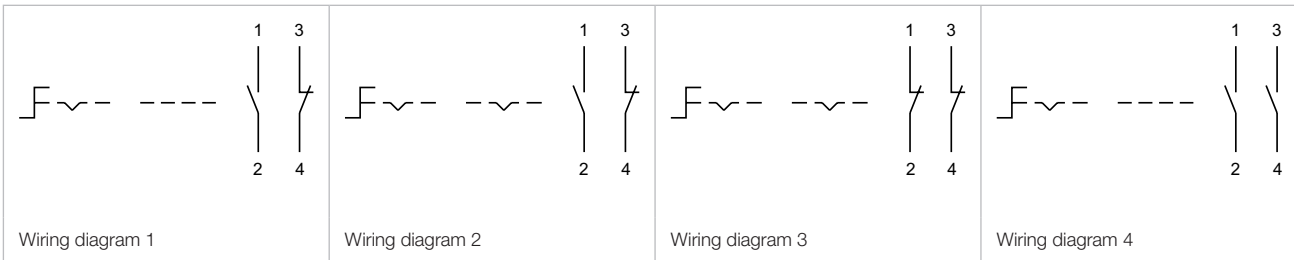 1 3 1 3 1 3 1 3
2 4 2 4 2 4 2 4
Wiring diagram 1 Wiring diagram 2 Wiring diagram 3 Wiring diagram 4